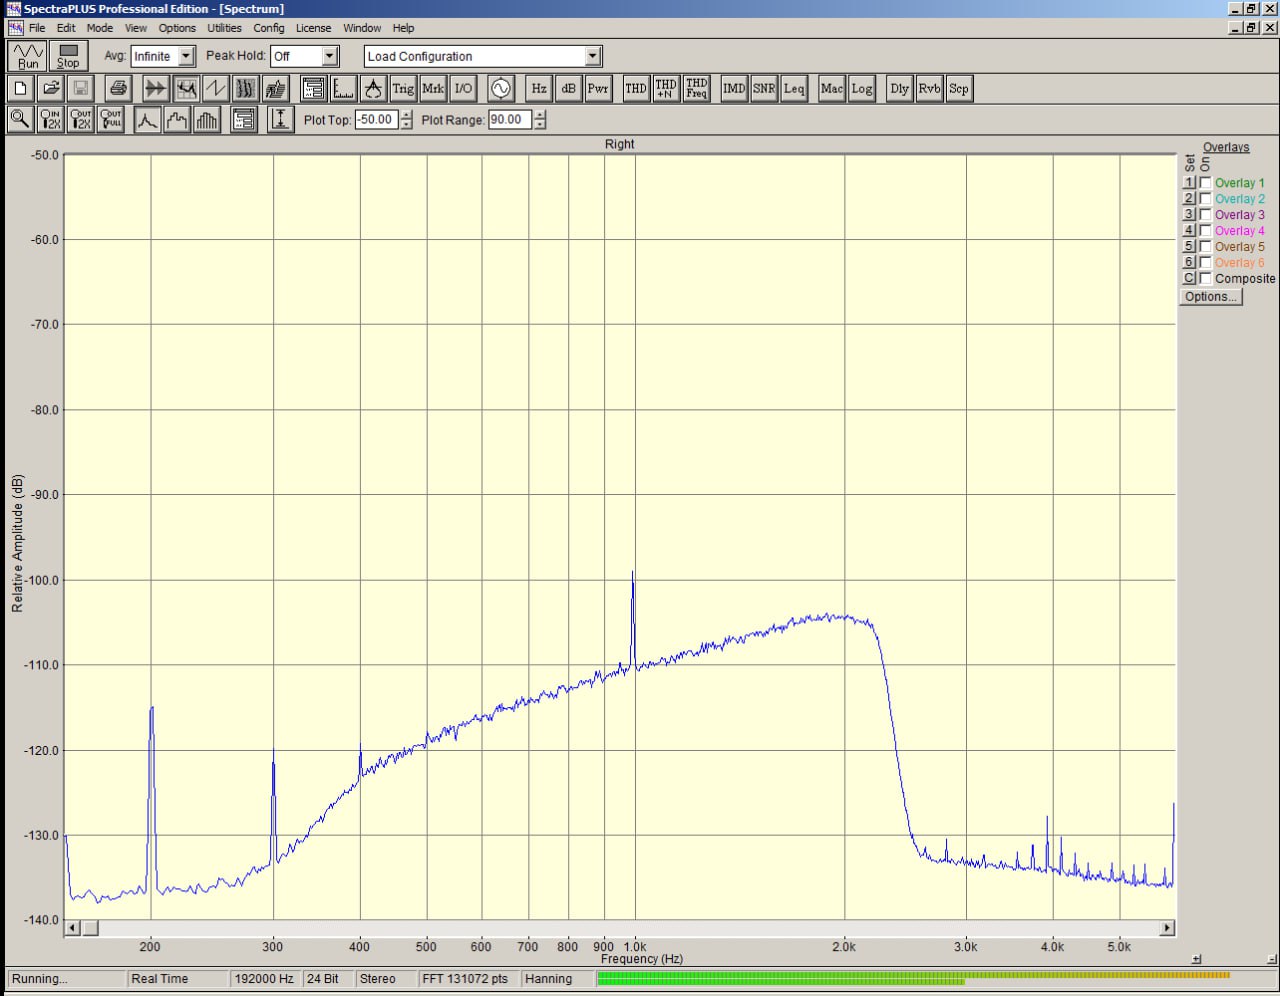 SpectraPLUS Professional Edition - [Spectrum]
File Edit Mode View Options Utilities Config License Window Help
Run Stop Avg: Infinite Peak Hold: Off Load Configuration
Trig Mrk I/O Hz dB Pwr THD THD +N THD Freq IMD SNR Leq Mac Log Dly Rvb Scp
IN 2X OUT 2X OUT FULL Plot Top: -50.00 Plot Range: 90.00
Right
Overlays
Set On
1 Overlay 1
2 Overlay 2
3 Overlay 3
4 Overlay 4
5 Overlay 5
6 Overlay 6
C Composite
Options...
Relative Amplitude (dB)
-50.0
-60.0
-70.0
-80.0
-90.0
-100.0
-110.0
-120.0
-130.0
-140.0
200 300 400 500 600 700 800 900 1.0k 2.0k 3.0k 4.0k 5.0k
Frequency (Hz)
Running... Real Time 192000 Hz 24 Bit Stereo FFT 131072 pts Hanning